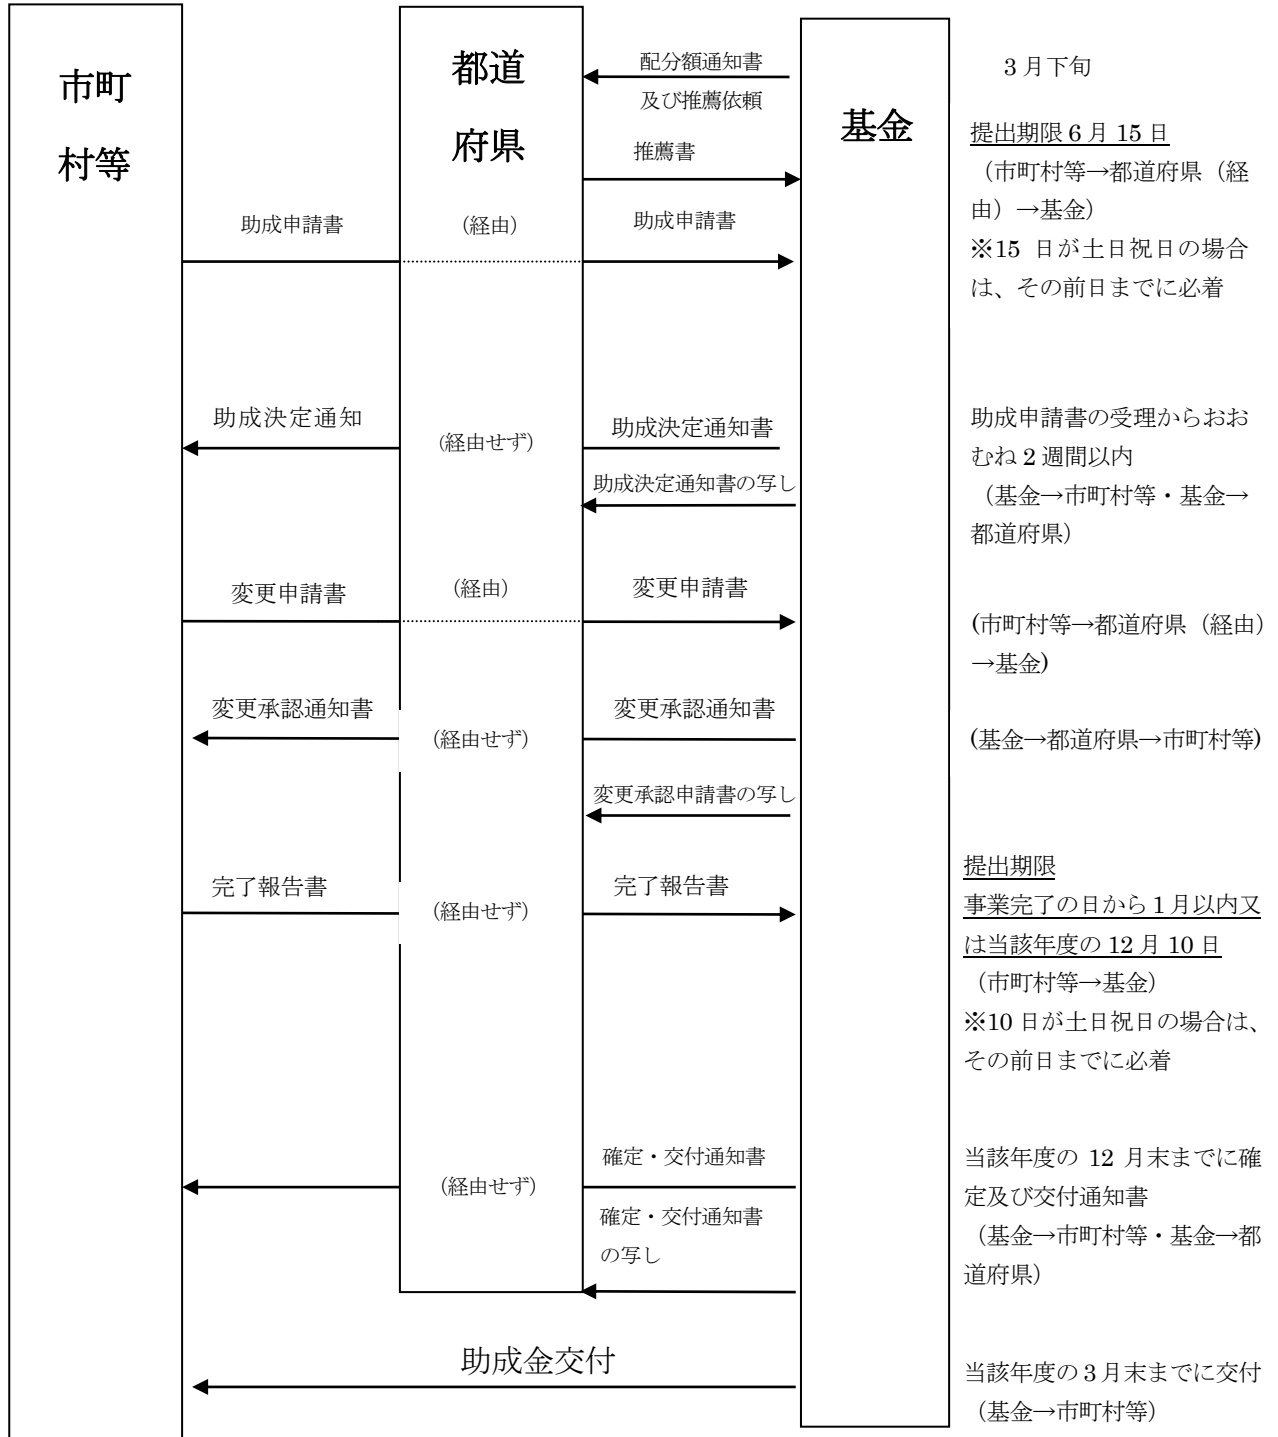 市町
村等
都道
府県
基金
配分額通知書
及び推薦依頼
3月下旬
推薦書
提出期限6月15日
（市町村等→都道府県（経
由）→基金）
※15 日が土日祝日の場合
は、その前日までに必着
助成申請書
（経由）
助成申請書
助成決定通知
（経由せず）
助成決定通知書
助成決定通知書の写し
助成申請書の受理からおお
むね2週間以内
（基金→市町村等・基金→
都道府県）
変更申請書
（経由）
変更申請書
(市町村等→都道府県（経由）
→基金)
変更承認通知書
（経由せず）
変更承認通知書
(基金→都道府県→市町村等)
変更承認申請書の写し
完了報告書
（経由せず）
完了報告書
提出期限
事業完了の日から1月以内又
は当該年度の12月10日
（市町村等→基金）
※10日が土日祝日の場合は、
その前日までに必着
（経由せず）
確定・交付通知書
確定・交付通知書
の写し
当該年度の 12 月末までに確
定及び交付通知書
（基金→市町村等・基金→都
道府県）
助成金交付
当該年度の3月末までに交付
（基金→市町村等）